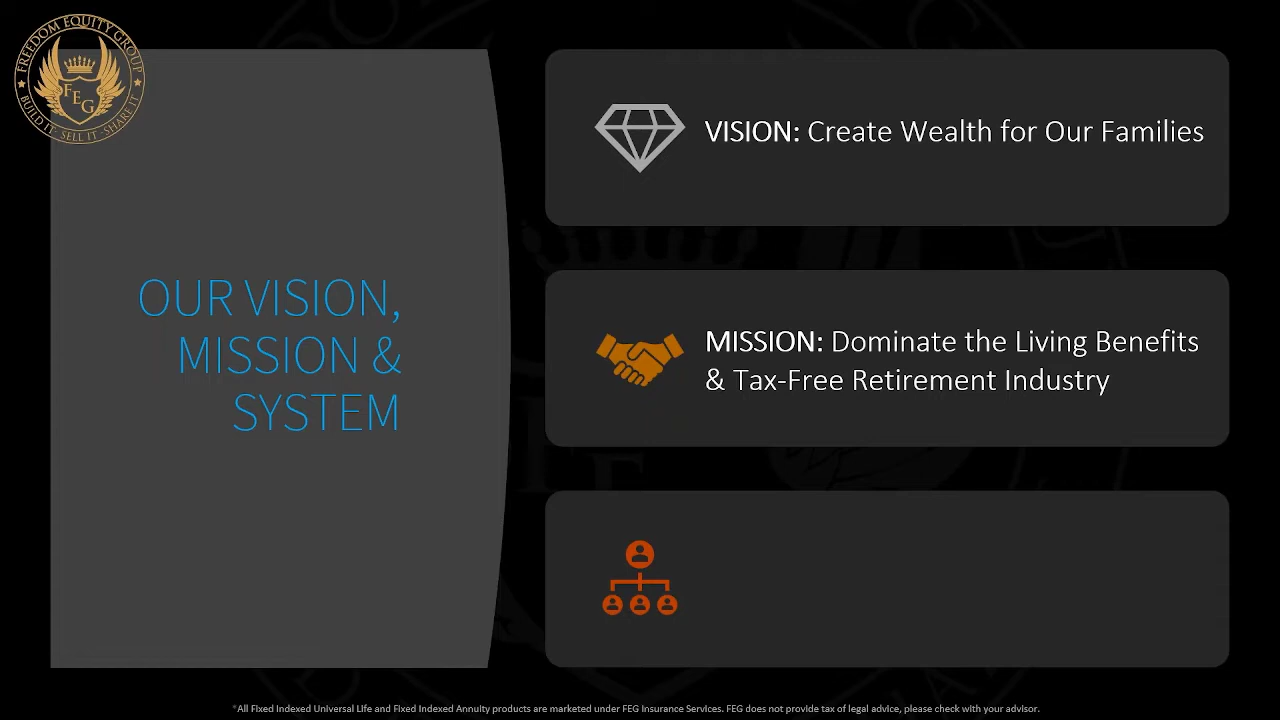 FREEDOM EQUITY GROUP
FEG
BUILD IT · SELL IT · SHARE IT
OUR VISION,
MISSION &
SYSTEM
VISION: Create Wealth for Our Families
MISSION: Dominate the Living Benefits
& Tax-Free Retirement Industry
*All Fixed Indexed Universal Life and Fixed Indexed Annuity products are marketed under FEG Insurance Services. FEG does not provide tax of legal advice, please check with your advisor.